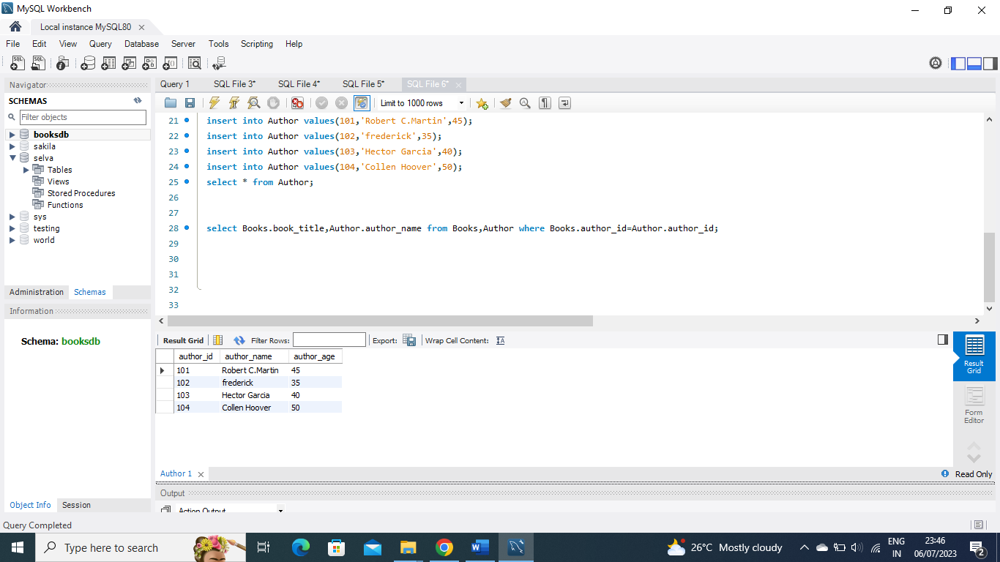 MySQL Workbench
Local instance MySQL80
File Edit View Query Database Server Tools Scripting Help
Navigator
SCHEMAS
Filter objects
booksdb
sakila
selva
Tables
Views
Stored Procedures
Functions
sys
testing
world
Administration Schemas
Information
Schema: booksdb
Object Info Session
Query 1 SQL File 3* SQL File 4* SQL File 5* SQL File 6*
Limit to 1000 rows
21 insert into Author values(101,'Robert C.Martin',45);
22 insert into Author values(102,'frederick',35);
23 insert into Author values(103,'Hector Garcia',40);
24 insert into Author values(104,'Collen Hoover',50);
25 select * from Author;
26
27
28 select Books.book_title,Author.author_name from Books,Author where Books.author_id=Author.author_id;
29
30
31
32
33
Result Grid Filter Rows: Export: Wrap Cell Content:
author_id author_name author_age
101 Robert C.Martin 45
102 frederick 35
103 Hector Garcia 40
104 Collen Hoover 50
Result
Grid
Form
Editor
Author 1
Read Only
Output
Action Output
Query Completed
Type here to search
26°C Mostly cloudy
ENG
IN
23:46
06/07/2023
2